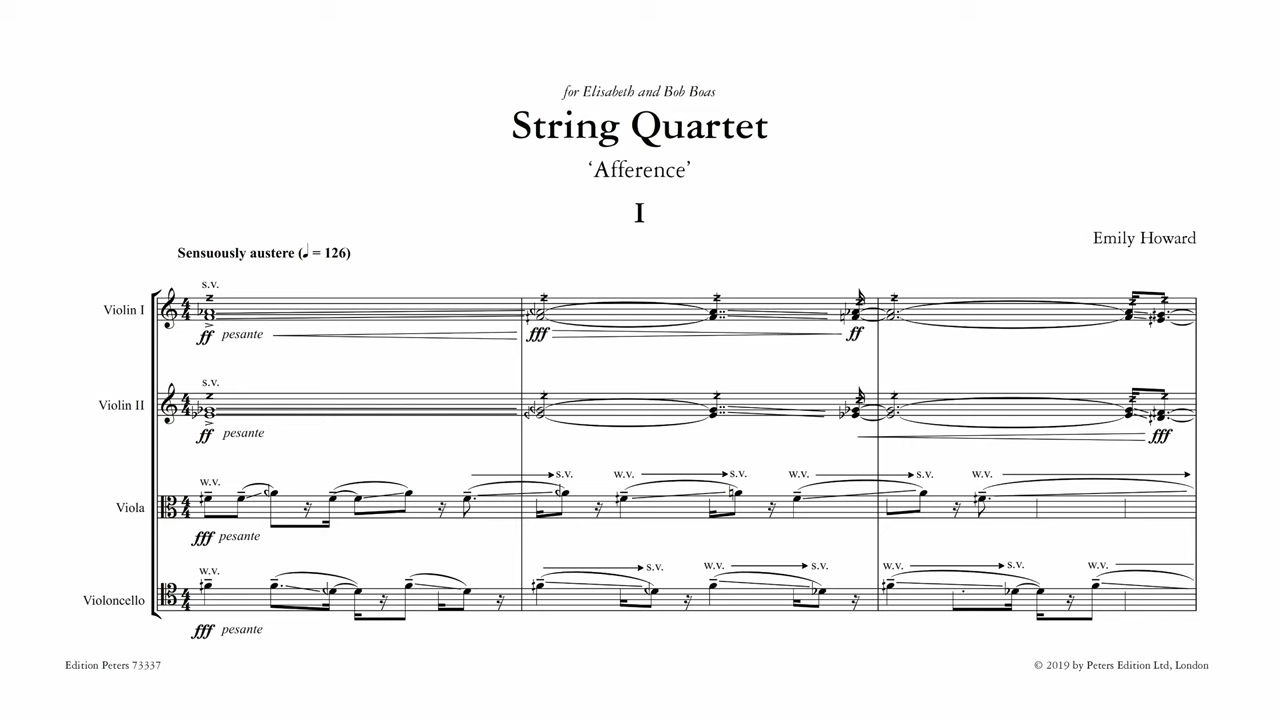 for Elisabeth and Bob Boas
String Quartet
‘Afference’
I
Emily Howard
Sensuously austere (♩ = 126)
s.v.
Violin I
ff pesante fff ff
s.v.
Violin II
ff pesante fff
w.v. s.v. w.v. s.v. w.v. s.v. w.v.
Viola
fff pesante
w.v. s.v. w.v. s.v. w.v. s.v. w.v.
Violoncello
fff pesante
Edition Peters 73337
© 2019 by Peters Edition Ltd, London